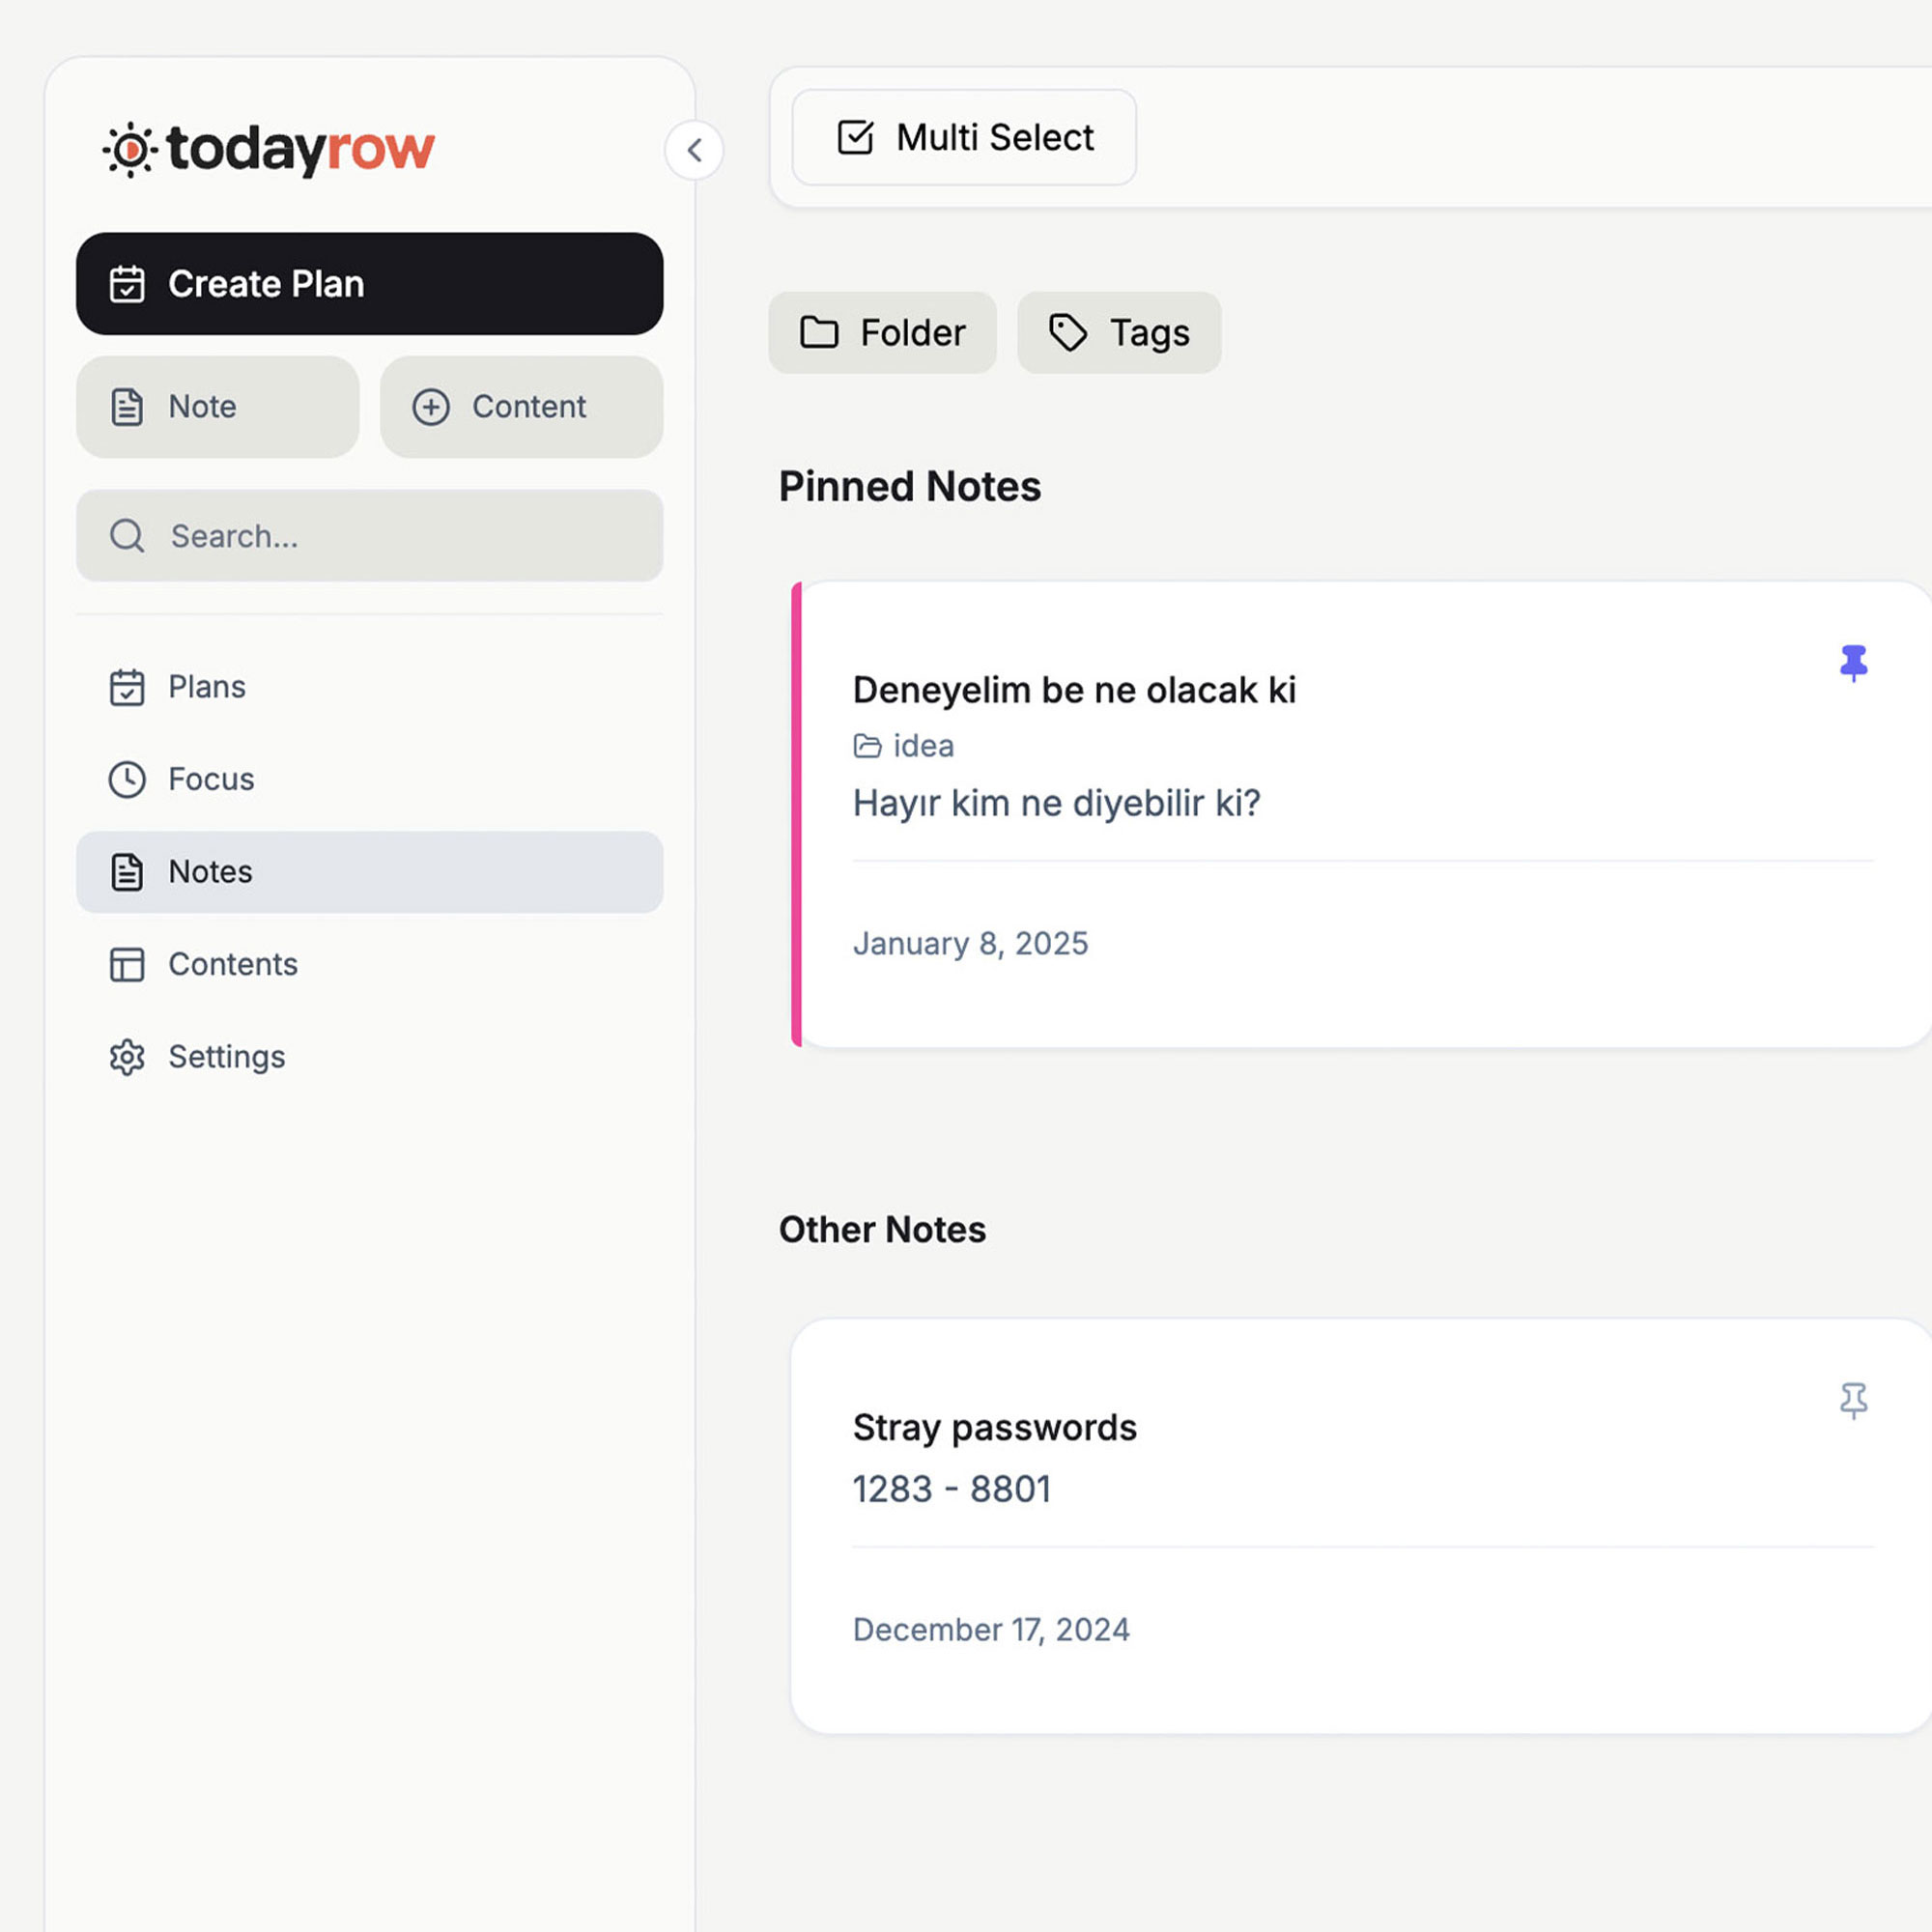 todayrow
Create Plan
Note
Content
Search...
Plans
Focus
Notes
Contents
Settings
Multi Select
Folder
Tags
Pinned Notes
Deneyelim be ne olacak ki
idea
Hayır kim ne diyebilir ki?
January 8, 2025
Other Notes
Stray passwords
1283 - 8801
December 17, 2024